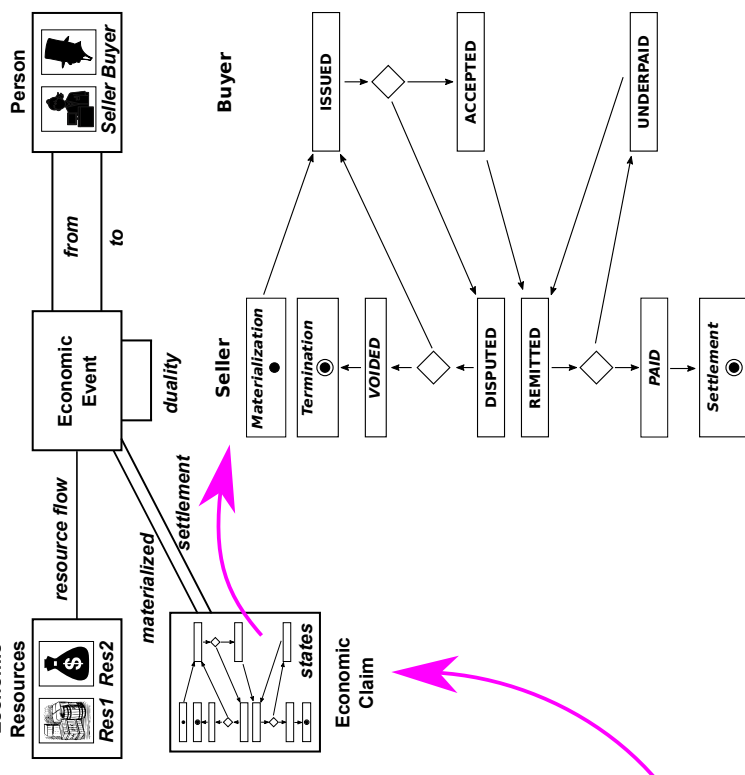 Resources
Res1 Res2
resource flow
Economic
Event
from
to
Person
Seller Buyer
duality
materialized
settlement
states
Economic
Claim
Seller
Materialization
Termination
VOIDED
DISPUTED
REMITTED
PAID
Settlement
Buyer
ISSUED
ACCEPTED
UNDERPAID